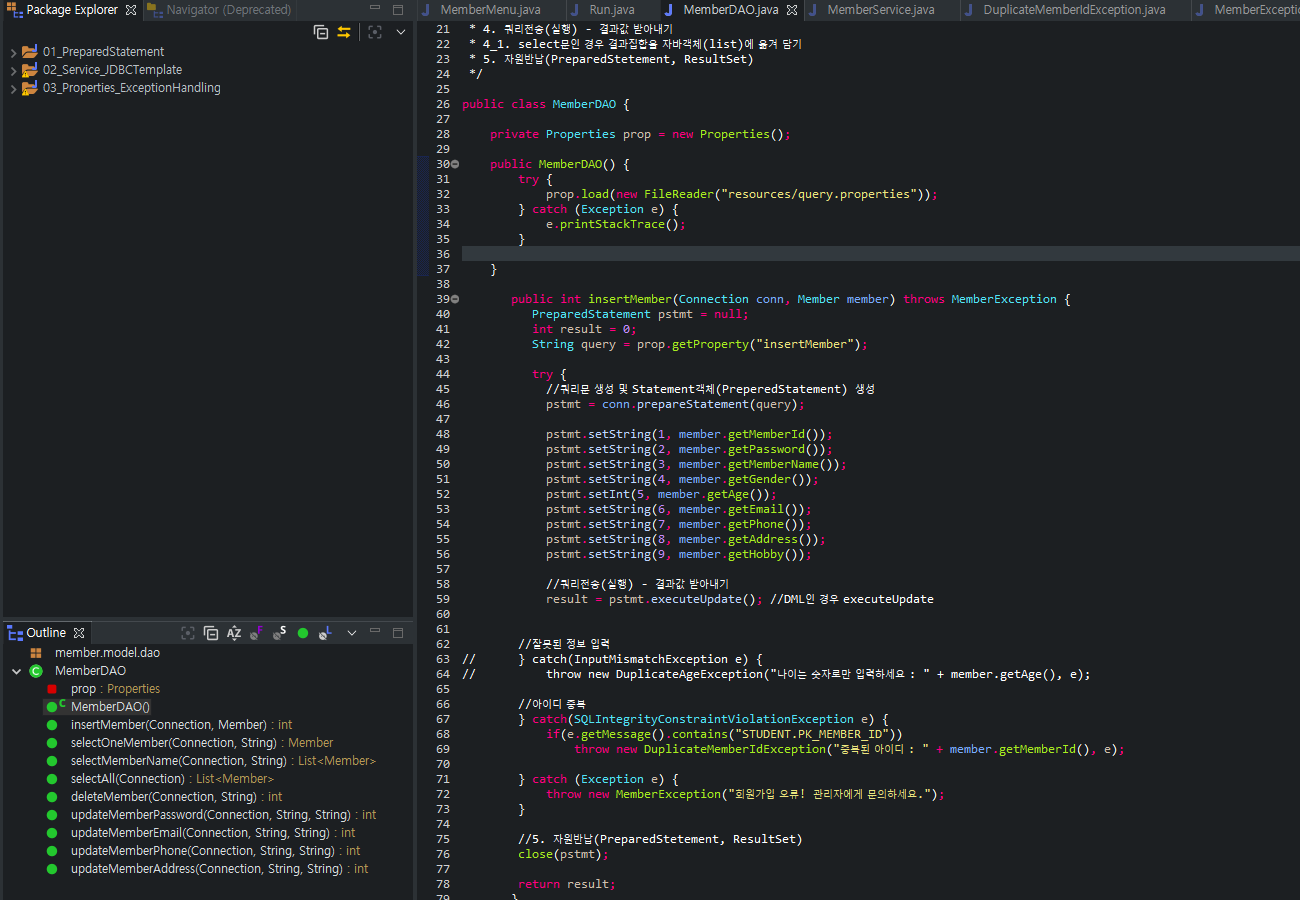 Package Explorer
Navigator (Deprecated)
01_PreparedStatement
02_Service_JDBCTemplate
03_Properties_ExceptionHandling
Outline
member.model.dao
MemberDAO
prop : Properties
MemberDAO()
insertMember(Connection, Member) : int
selectOneMember(Connection, String) : Member
selectMemberName(Connection, String) : List<Member>
selectAll(Connection) : List<Member>
deleteMember(Connection, String) : int
updateMemberPassword(Connection, String, String) : int
updateMemberEmail(Connection, String, String) : int
updateMemberPhone(Connection, String, String) : int
updateMemberAddress(Connection, String, String) : int
MemberMenu.java
Run.java
MemberDAO.java
MemberService.java
DuplicateMemberIdException.java
MemberExcepti
21 * 4. 쿼리전송(실행) - 결과값 받아내기
22 * 4_1. select문인 경우 결과집합을 자바객체(list)에 옮겨 담기
23 * 5. 자원반납(PreparedStetement, ResultSet)
24 */
25
26 public class MemberDAO {
27
28 private Properties prop = new Properties();
29
30 public MemberDAO() {
31 try {
32 prop.load(new FileReader("resources/query.properties"));
33 } catch (Exception e) {
34 e.printStackTrace();
35 }
36
37 }
38
39 public int insertMember(Connection conn, Member member) throws MemberException {
40 PreparedStatement pstmt = null;
41 int result = 0;
42 String query = prop.getProperty("insertMember");
43
44 try {
45 //쿼리문 생성 및 Statement객체(PreperedStatement) 생성
46 pstmt = conn.prepareStatement(query);
47
48 pstmt.setString(1, member.getMemberId());
49 pstmt.setString(2, member.getPassword());
50 pstmt.setString(3, member.getMemberName());
51 pstmt.setString(4, member.getGender());
52 pstmt.setInt(5, member.getAge());
53 pstmt.setString(6, member.getEmail());
54 pstmt.setString(7, member.getPhone());
55 pstmt.setString(8, member.getAddress());
56 pstmt.setString(9, member.getHobby());
57
58 //쿼리전송(실행) - 결과값 받아내기
59 result = pstmt.executeUpdate(); //DML인 경우 executeUpdate
60
61
62 //잘못된 정보 입력
63 // } catch(InputMismatchException e) {
64 // throw new DuplicateAgeException("나이는 숫자로만 입력하세요 : " + member.getAge(), e);
65
66 //아이디 중복
67 } catch(SQLIntegrityConstraintViolationException e) {
68 if(e.getMessage().contains("STUDENT.PK_MEMBER_ID"))
69 throw new DuplicateMemberIdException("중복된 아이디 : " + member.getMemberId(), e);
70
71 } catch (Exception e) {
72 throw new MemberException("회원가입 오류! 관리자에게 문의하세요.");
73 }
74
75 //5. 자원반납(PreparedStetement, ResultSet)
76 close(pstmt);
77
78 return result;
79 }